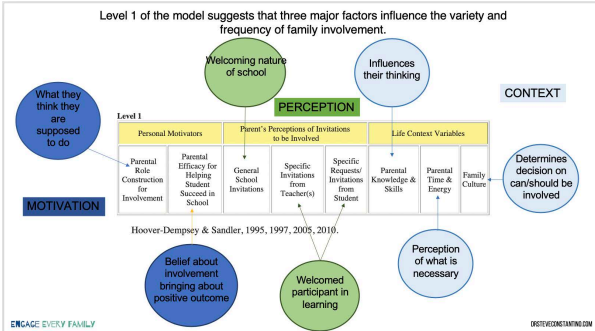 Level 1 of the model suggests that three major factors influence the variety and
frequency of family involvement.
Welcoming nature
of school
Influences
their thinking
What they
think they
are
supposed
to do
PERCEPTION
CONTEXT
Level 1
Personal Motivators
Parent's Perceptions of Invitations
to be Involved
Life Context Variables
Parental
Role
Construction
for
Involvement
Parental
Efficacy for
Helping
Student
Succeed in
School
General
School
Invitations
Specific
Invitations
from
Teacher(s)
Specific
Requests/
Invitations
from
Student
Parental
Knowledge &
Skills
Parental
Time &
Energy
Family
Culture
Determines
decision on
can/should be
involved
MOTIVATION
Hoover-Dempsey & Sandler, 1995, 1997, 2005, 2010.
Belief about
involvement
bringing about
positive outcome
Welcomed
participant in
learning
Perception
of what is
necessary
ENGAGE EVERY FAMILY
DRSTEVECONSTANTINO.COM